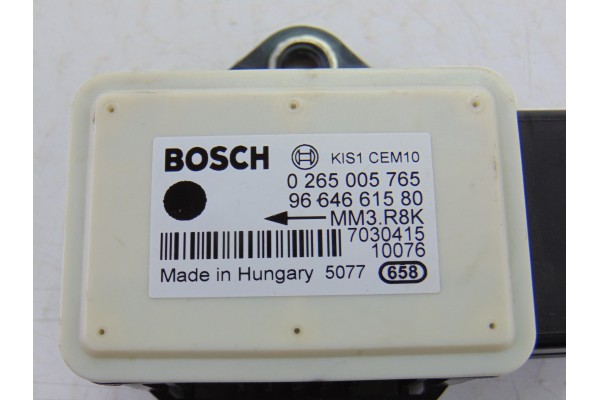 BOSCH KIS1 CEM10
0 265 005 765
96 646 615 80
MM3.R8K
7030415
10076
Made in Hungary 5077 658